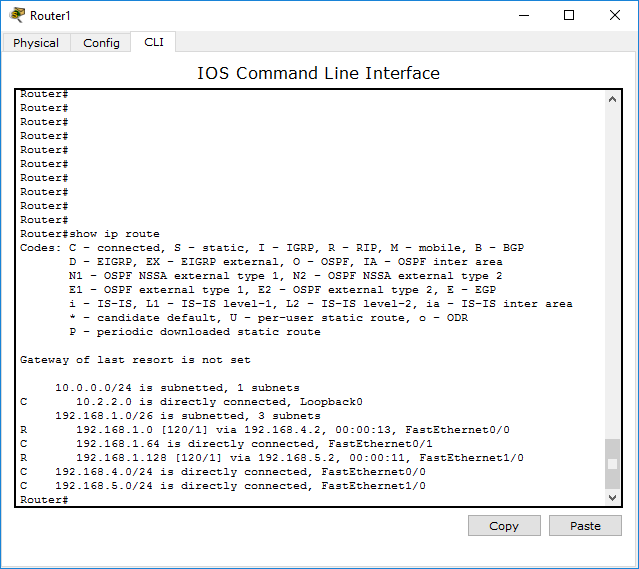 Router1
Physical Config CLI
IOS Command Line Interface
Router#
Router#
Router#
Router#
Router#
Router#
Router#
Router#
Router#
Router#
Router#show ip route
Codes: C - connected, S - static, I - IGRP, R - RIP, M - mobile, B - BGP
       D - EIGRP, EX - EIGRP external, O - OSPF, IA - OSPF inter area
       N1 - OSPF NSSA external type 1, N2 - OSPF NSSA external type 2
       E1 - OSPF external type 1, E2 - OSPF external type 2, E - EGP
       i - IS-IS, L1 - IS-IS level-1, L2 - IS-IS level-2, ia - IS-IS inter area
       * - candidate default, U - per-user static route, o - ODR
       P - periodic downloaded static route
Gateway of last resort is not set
     10.0.0.0/24 is subnetted, 1 subnets
C       10.2.2.0 is directly connected, Loopback0
     192.168.1.0/26 is subnetted, 3 subnets
R       192.168.1.0 [120/1] via 192.168.4.2, 00:00:13, FastEthernet0/0
C       192.168.1.64 is directly connected, FastEthernet0/1
R       192.168.1.128 [120/1] via 192.168.5.2, 00:00:11, FastEthernet1/0
C    192.168.4.0/24 is directly connected, FastEthernet0/0
C    192.168.5.0/24 is directly connected, FastEthernet1/0
Router#
Copy Paste